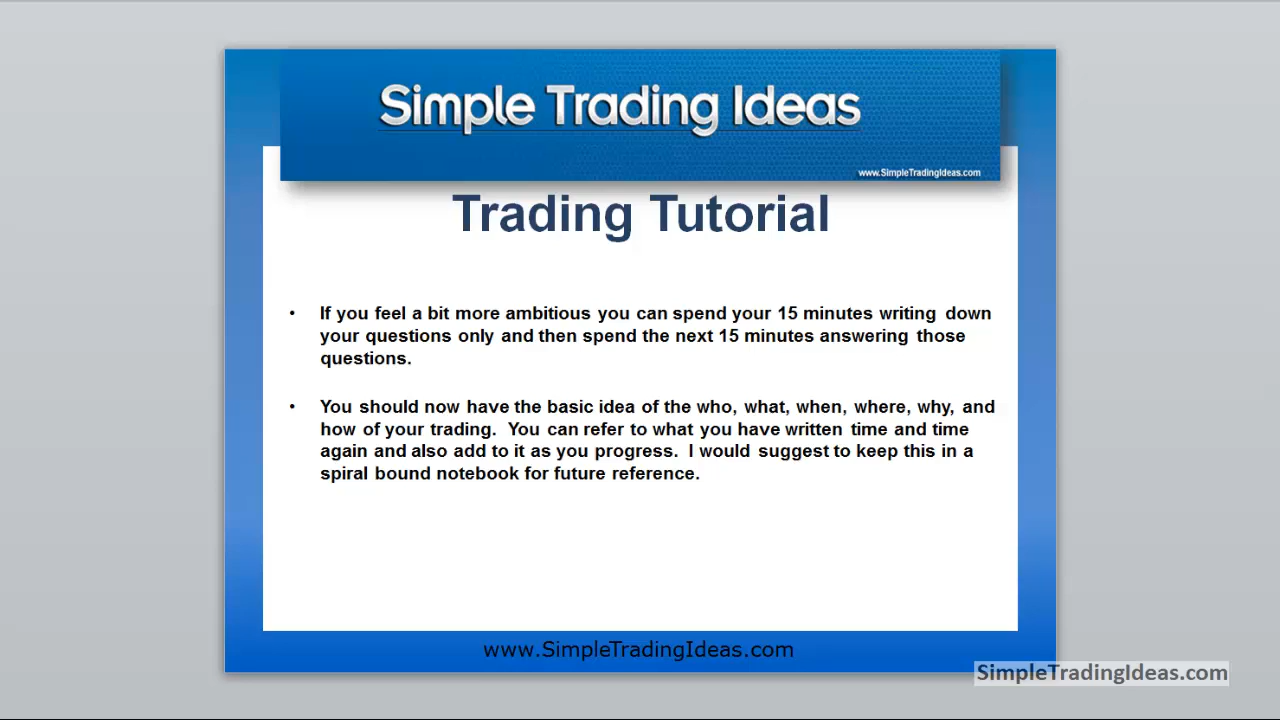 Simple Trading Ideas
www.SimpleTradingIdeas.com
Trading Tutorial
• If you feel a bit more ambitious you can spend your 15 minutes writing down
your questions only and then spend the next 15 minutes answering those
questions.
• You should now have the basic idea of the who, what, when, where, why, and
how of your trading.  You can refer to what you have written time and time
again and also add to it as you progress.  I would suggest to keep this in a
spiral bound notebook for future reference.
www.SimpleTradingIdeas.com
SimpleTradingIdeas.com